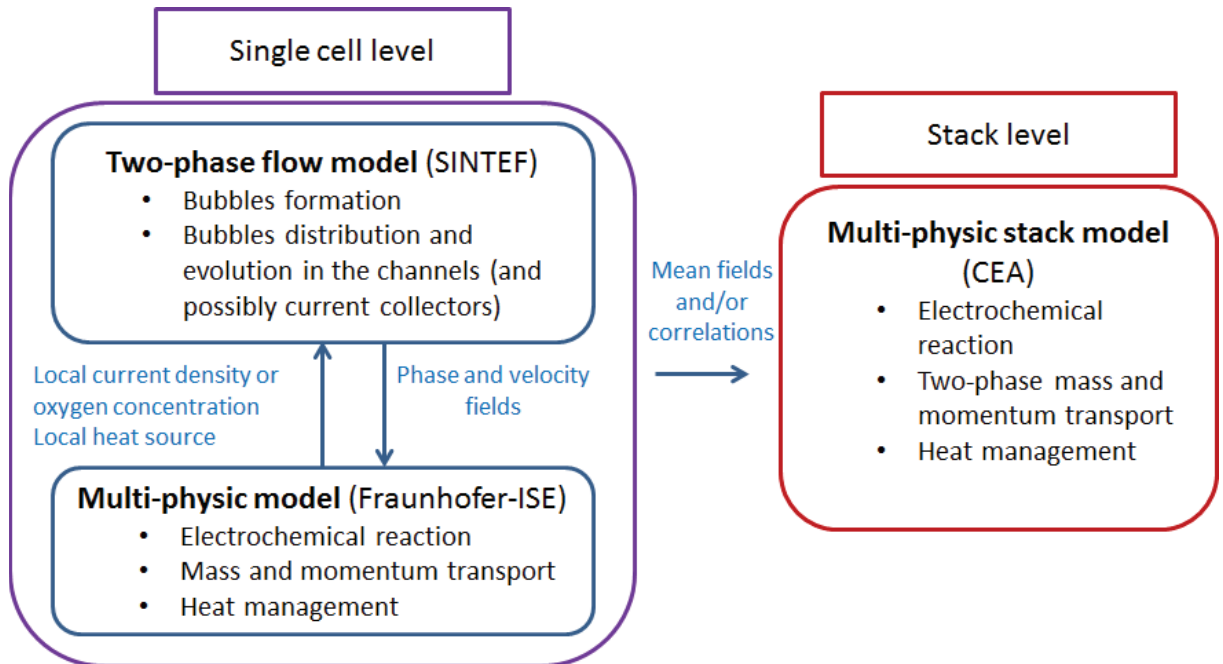 Single cell level
Two-phase flow model (SINTEF)
• Bubbles formation
• Bubbles distribution and
evolution in the channels (and
possibly current collectors)
Local current density or
oxygen concentration
Local heat source
Phase and velocity
fields
Multi-physic model (Fraunhofer-ISE)
• Electrochemical reaction
• Mass and momentum transport
• Heat management
Mean fields
and/or
correlations
Stack level
Multi-physic stack model
(CEA)
• Electrochemical
reaction
• Two-phase mass and
momentum transport
• Heat management